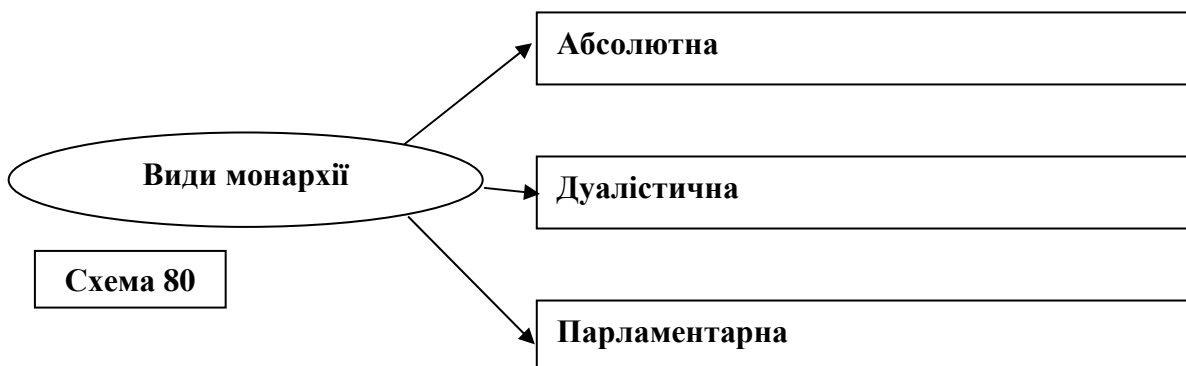 Абсолютна
Види монархії
Дуалістична
Схема 80
Парламентарна